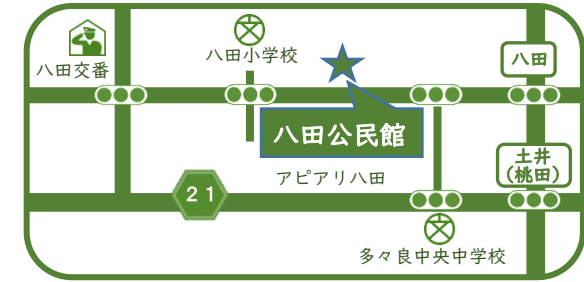 八田小学校
八田
八田交番
八田公民館
土井
(桃田)
アピアリ八田
21
多々良中央中学校